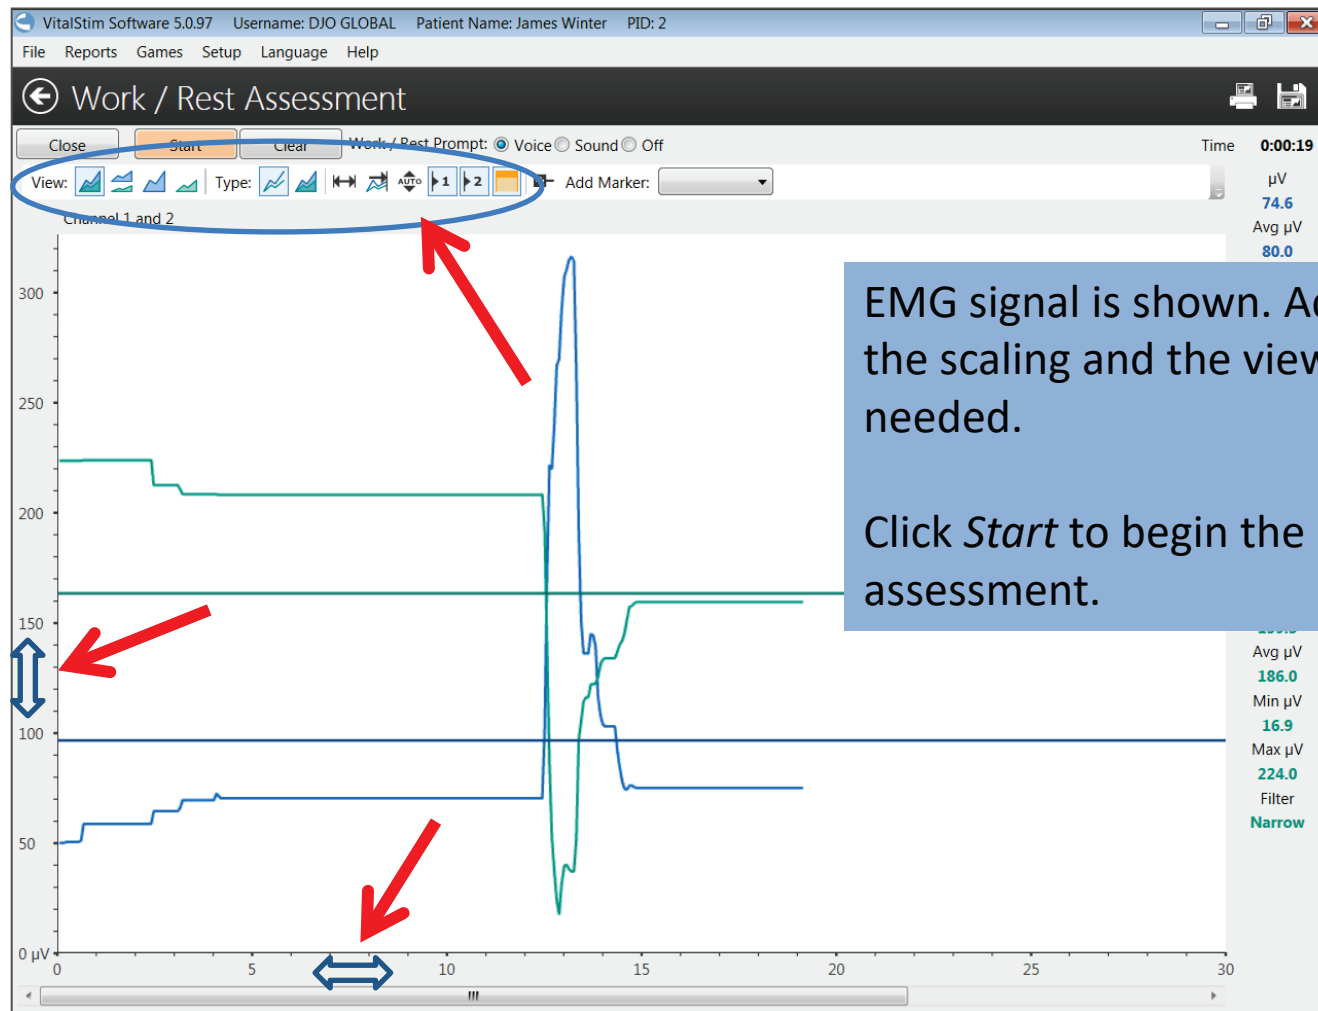 VitalStim Software 5.0.97 Username: DJO GLOBAL Patient Name: James Winter PID: 2
File Reports Games Setup Language Help
Work / Rest Assessment
Close Start Clear Work / Rest Prompt: Voice Sound Off Time 0:00:19
View: Type: AUTO 1 2 Add Marker: µV
74.6
Channel 1 and 2
Avg µV
80.0
EMG signal is shown.
the scaling and the view
needed.
Click Start to begin the
assessment.
300
250
200
150
100
50
0 µV
0 5 10 15 20 25 30
Avg µV
186.0
Min µV
16.9
Max µV
224.0
Filter
Narrow